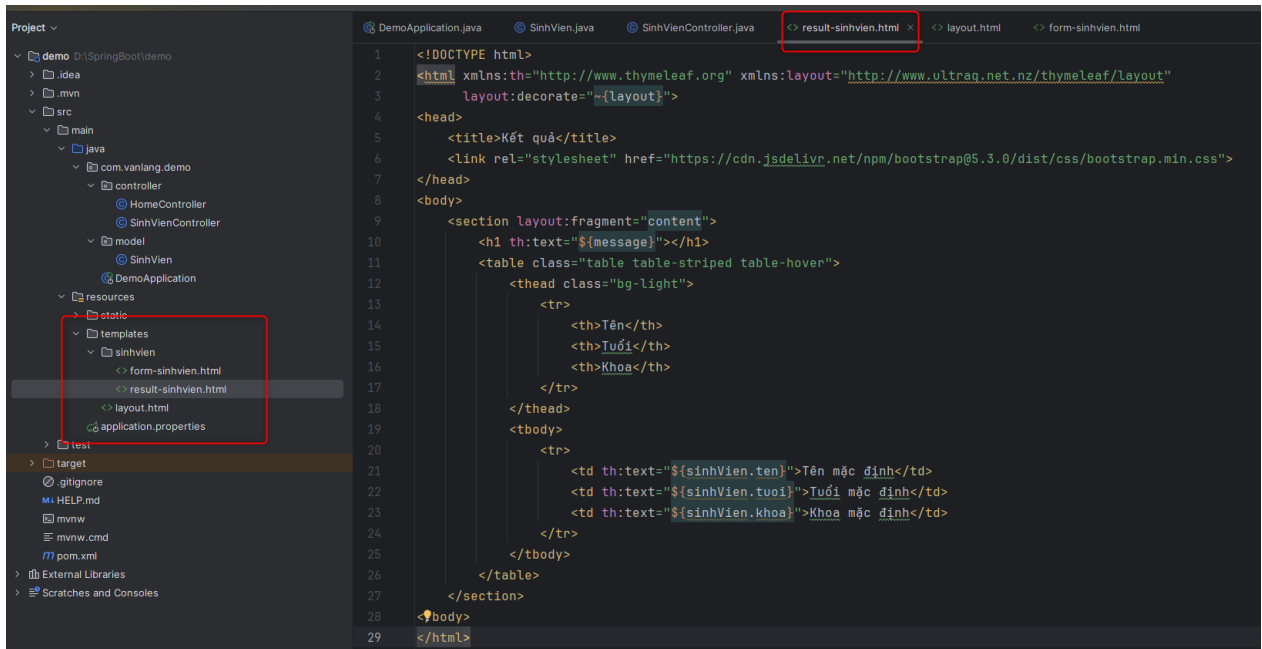 Project
demo D:\SpringBoot\demo
.idea
.mvn
src
main
java
com.vanlang.demo
controller
HomeController
SinhVienController
model
SinhVien
DemoApplication
resources
static
templates
sinhvien
form-sinhvien.html
result-sinhvien.html
layout.html
application.properties
test
target
.gitignore
HELP.md
mvnw
mvnw.cmd
pom.xml
External Libraries
Scratches and Consoles
DemoApplication.java SinhVien.java SinhVienController.java result-sinhvien.html × layout.html form-sinhvien.html
1 <!DOCTYPE html>
2 <html xmlns:th="http://www.thymeleaf.org" xmlns:layout="http://www.ultraq.net.nz/thymeleaf/layout"
3 layout:decorate="~{layout}">
4 <head>
5 <title>Kết quả</title>
6 <link rel="stylesheet" href="https://cdn.jsdelivr.net/npm/bootstrap@5.3.0/dist/css/bootstrap.min.css">
7 </head>
8 <body>
9 <section layout:fragment="content">
10 <h1 th:text="${message}"></h1>
11 <table class="table table-striped table-hover">
12 <thead class="bg-light">
13 <tr>
14 <th>Tên</th>
15 <th>Tuổi</th>
16 <th>Khoa</th>
17 </tr>
18 </thead>
19 <tbody>
20 <tr>
21 <td th:text="${sinhVien.ten}">Tên mặc định</td>
22 <td th:text="${sinhVien.tuoi}">Tuổi mặc định</td>
23 <td th:text="${sinhVien.khoa}">Khoa mặc định</td>
24 </tr>
25 </tbody>
26 </table>
27 </section>
28 <body>
29 </html>